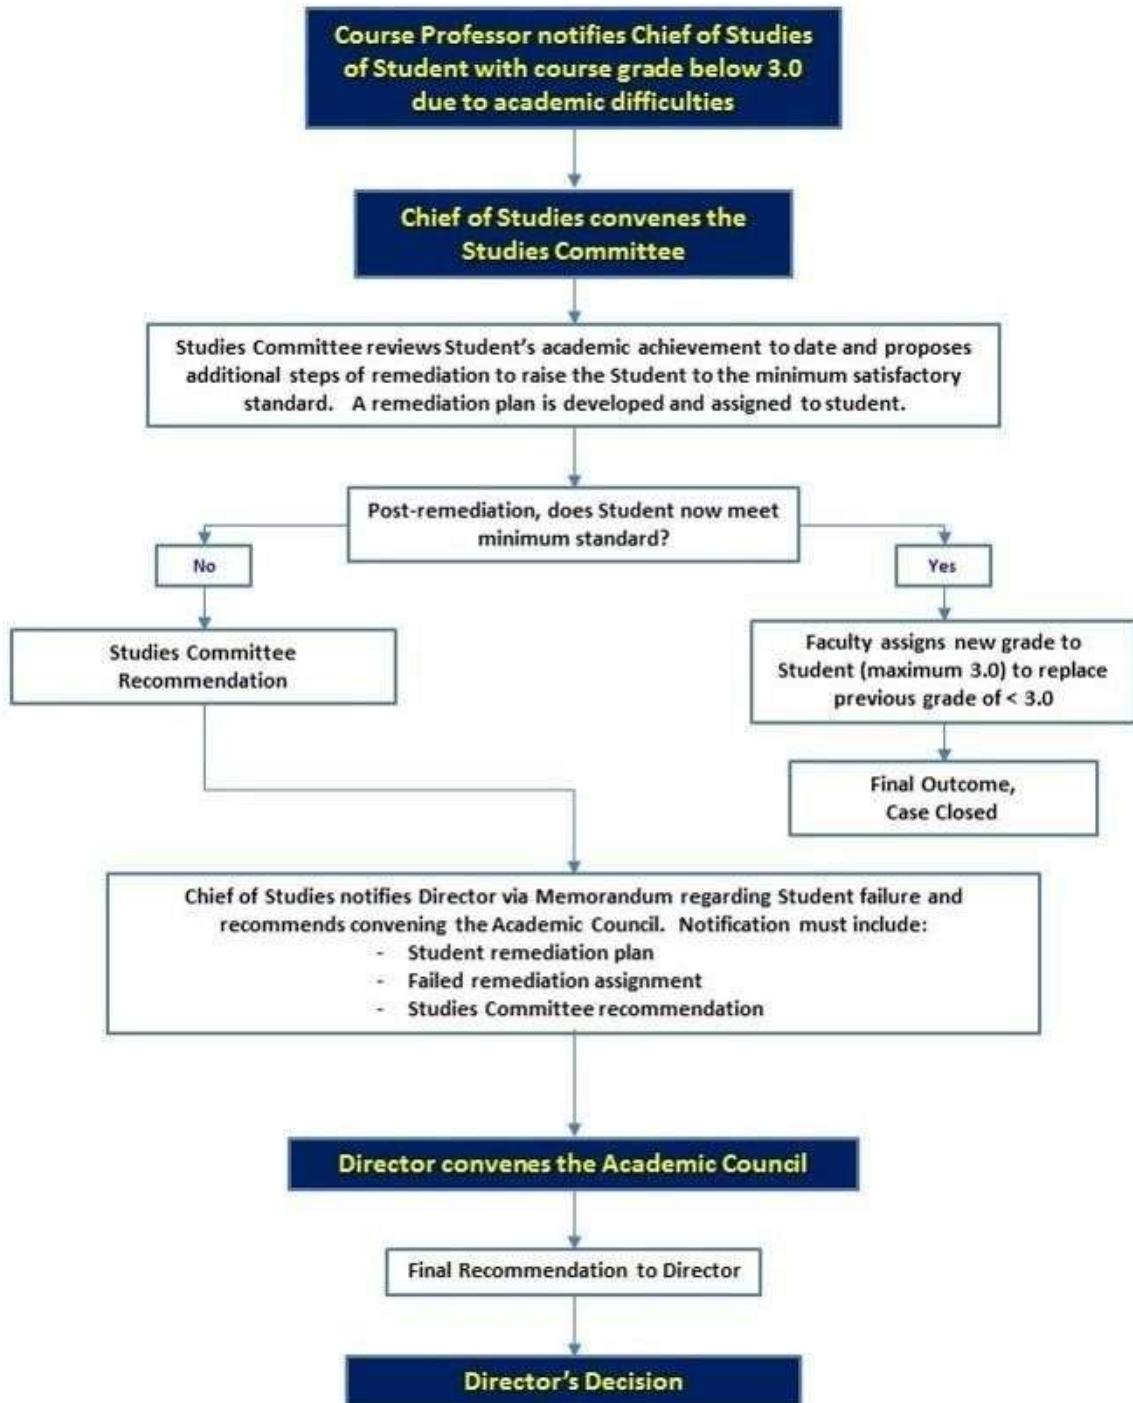 Course Professor notifies Chief of Studies
of Student with course grade below 3.0
due to academic difficulties
Chief of Studies convenes the
Studies Committee
Studies Committee reviews Student's academic achievement to date and proposes
additional steps of remediation to raise the Student to the minimum satisfactory
standard. A remediation plan is developed and assigned to student.
Post-remediation, does Student now meet
minimum standard?
No
Yes
Studies Committee
Recommendation
Faculty assigns new grade to
Student (maximum 3.0) to replace
previous grade of < 3.0
Final Outcome,
Case Closed
Chief of Studies notifies Director via Memorandum regarding Student failure and
recommends convening the Academic Council. Notification must include:
- Student remediation plan
- Failed remediation assignment
- Studies Committee recommendation
Director convenes the Academic Council
Final Recommendation to Director
Director's Decision